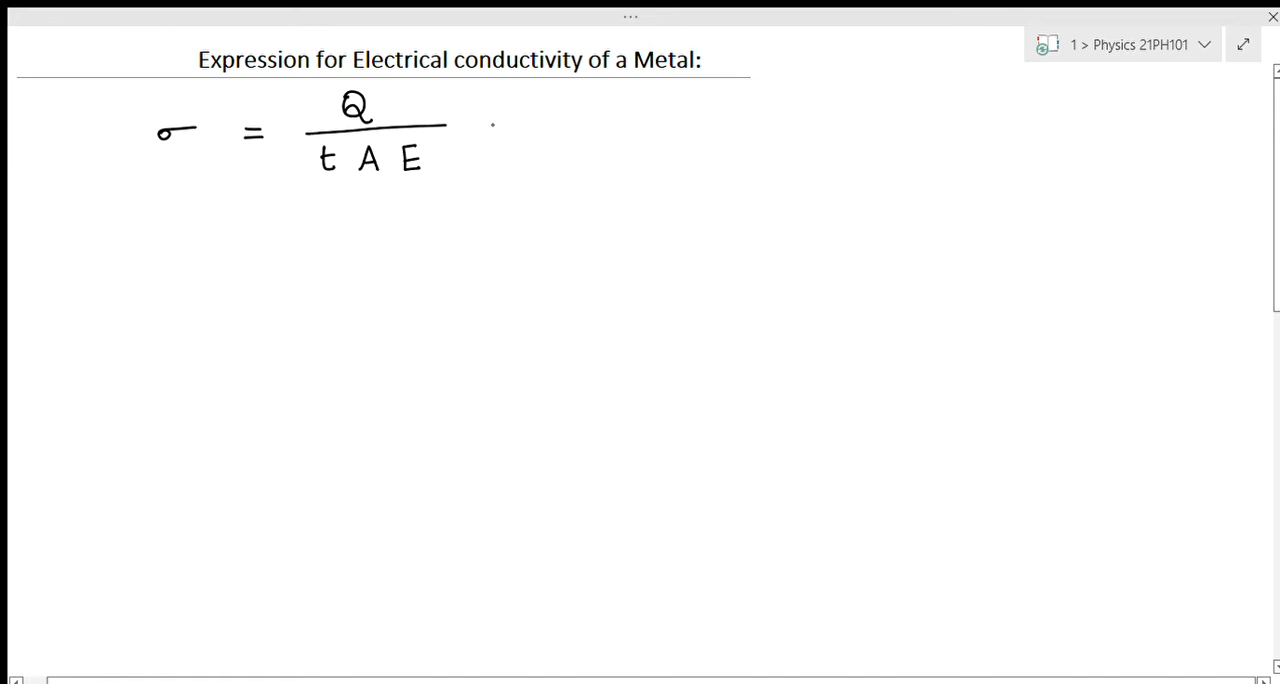 1 > Physics 21PH101
Expression for Electrical conductivity of a Metal:
σ = Q / t A E